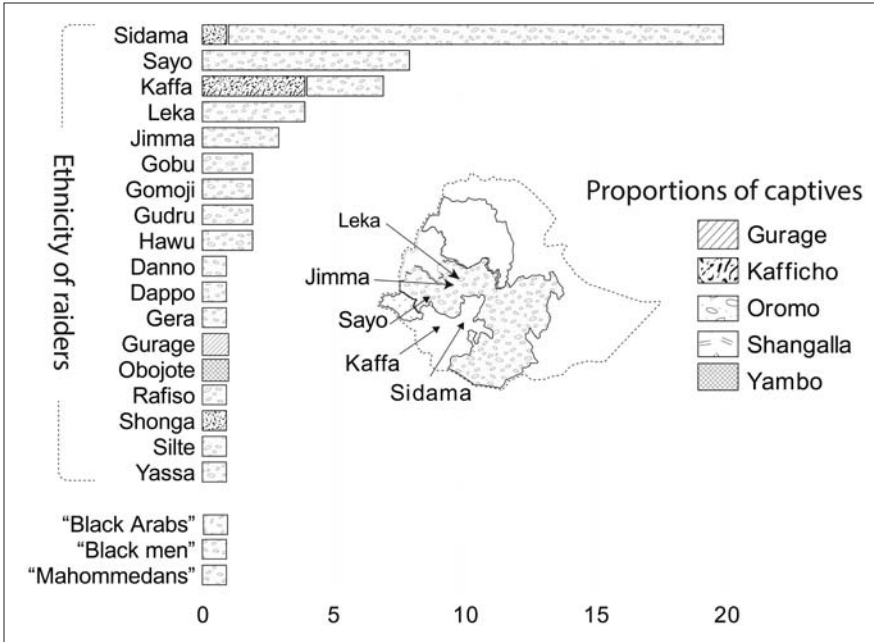 Ethnicity of raiders
Sidama
Sayo
Kaffa
Leka
Jimma
Gobu
Gomoji
Gudru
Hawu
Danno
Dappo
Gera
Gurage
Obojote
Rafiso
Shonga
Silte
Yassa
“Black Arabs”
“Black men”
“Mahommedans”
0 5 10 15 20
Leka
Jimma
Sayo
Kaffa
Sidama
Proportions of captives
Gurage
Kafficho
Oromo
Shangalla
Yambo